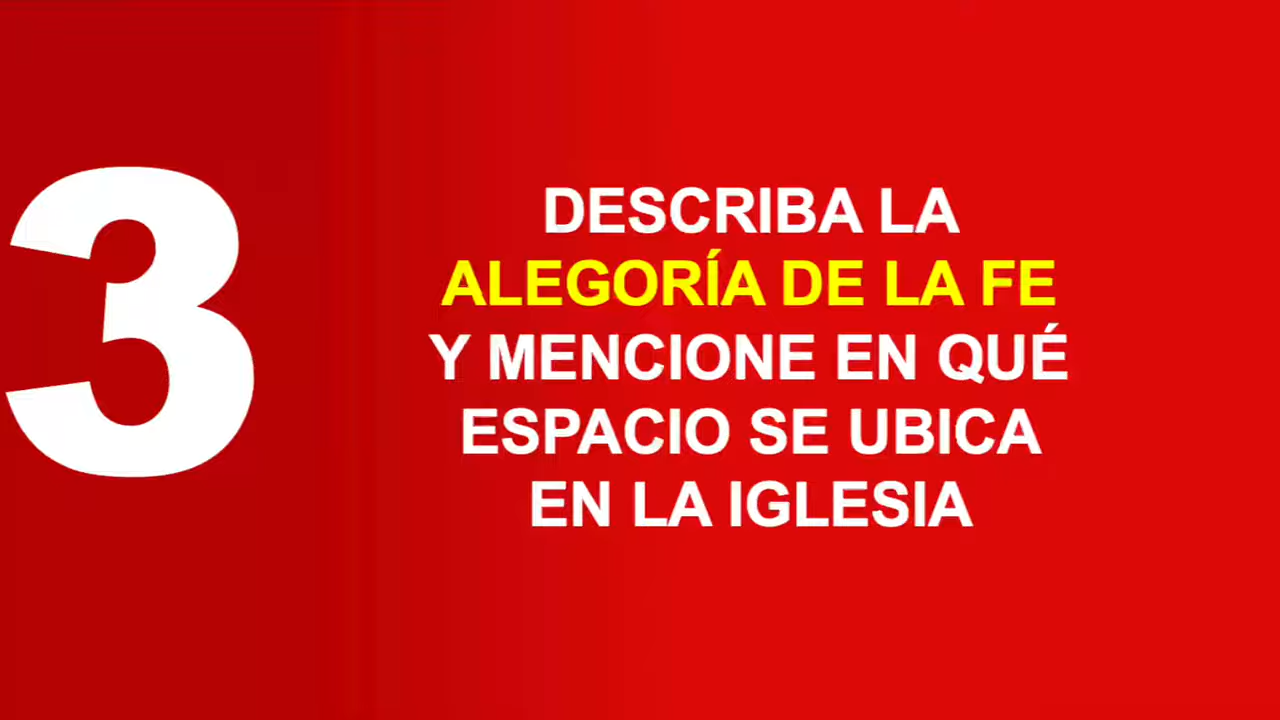 3
DESCRIBA LA
ALEGORÍA DE LA FE
Y MENCIONE EN QUÉ
ESPACIO SE UBICA
EN LA IGLESIA